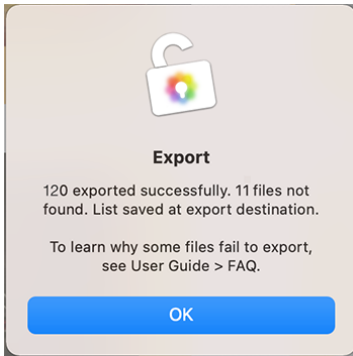 Export
120 exported successfully. 11 files not
found. List saved at export destination.
To learn why some files fail to export,
see User Guide > FAQ.
OK